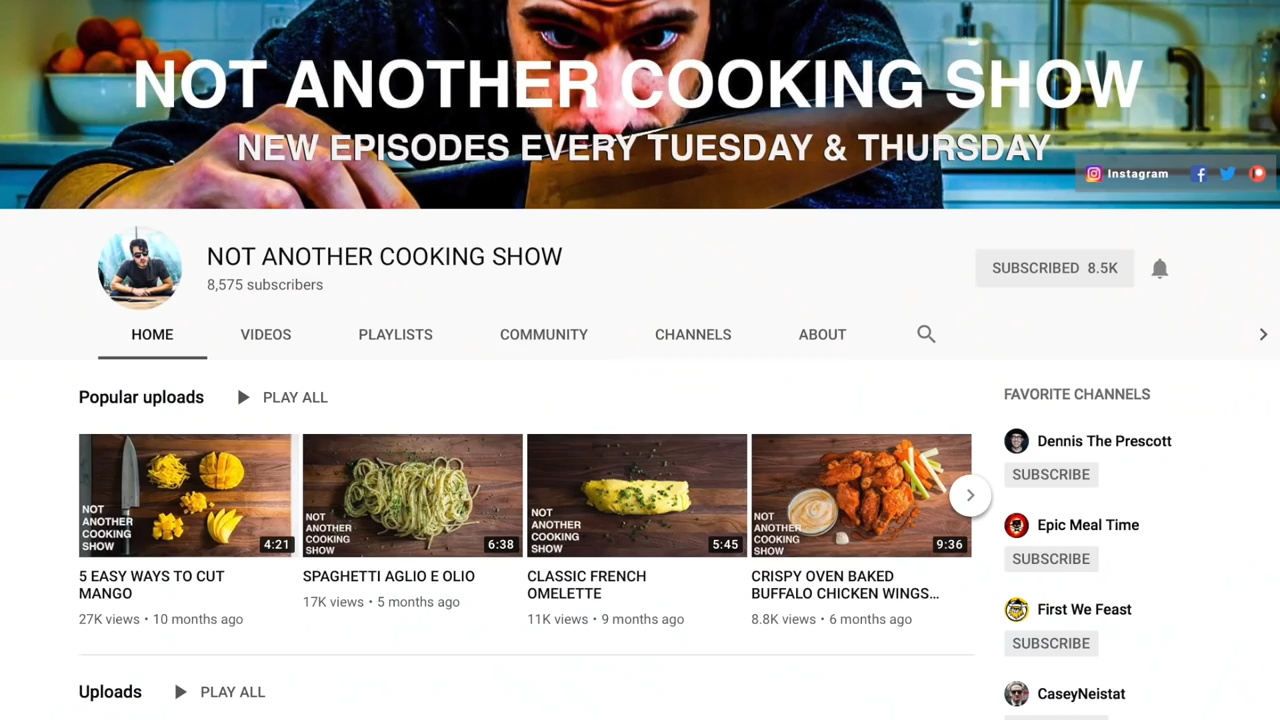 NOT ANOTHER COOKING SHOW
NEW EPISODES EVERY TUESDAY & THURSDAY
Instagram
NOT ANOTHER COOKING SHOW
8,575 subscribers
SUBSCRIBED 8.5K
HOME VIDEOS PLAYLISTS COMMUNITY CHANNELS ABOUT
Popular uploads PLAY ALL
NOT
ANOTHER
COOKING
SHOW
4:21
5 EASY WAYS TO CUT
MANGO
27K views • 10 months ago
NOT
ANOTHER
COOKING
SHOW
6:38
SPAGHETTI AGLIO E OLIO
17K views • 5 months ago
NOT
ANOTHER
COOKING
SHOW
5:45
CLASSIC FRENCH
OMELETTE
11K views • 9 months ago
NOT
ANOTHER
COOKING
SHOW
9:36
CRISPY OVEN BAKED
BUFFALO CHICKEN WINGS...
8.8K views • 6 months ago
Uploads PLAY ALL
FAVORITE CHANNELS
Dennis The Prescott
SUBSCRIBE
Epic Meal Time
SUBSCRIBE
First We Feast
SUBSCRIBE
CaseyNeistat